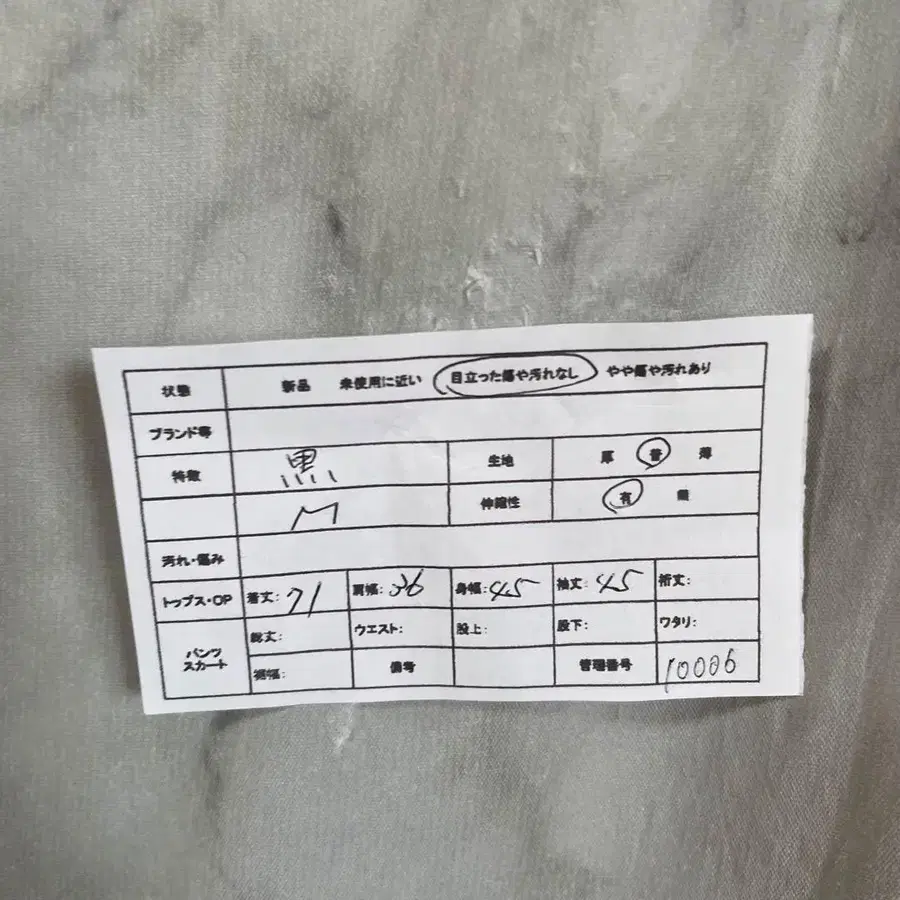 状態 新品 未使用に近い 目立った傷や汚れなし やや傷や汚れあり
ブランド等
特徴 黒 生地 厚 普 薄
M 伸縮性 有 無
汚れ・傷み
トップス・OP 着丈: 71 肩幅: 36 身幅: 45 袖丈: 45 裄丈:
パンツ スカート 総丈: ウエスト: 股上: 股下: ワタリ:
裾幅: 備考 管理番号 10006